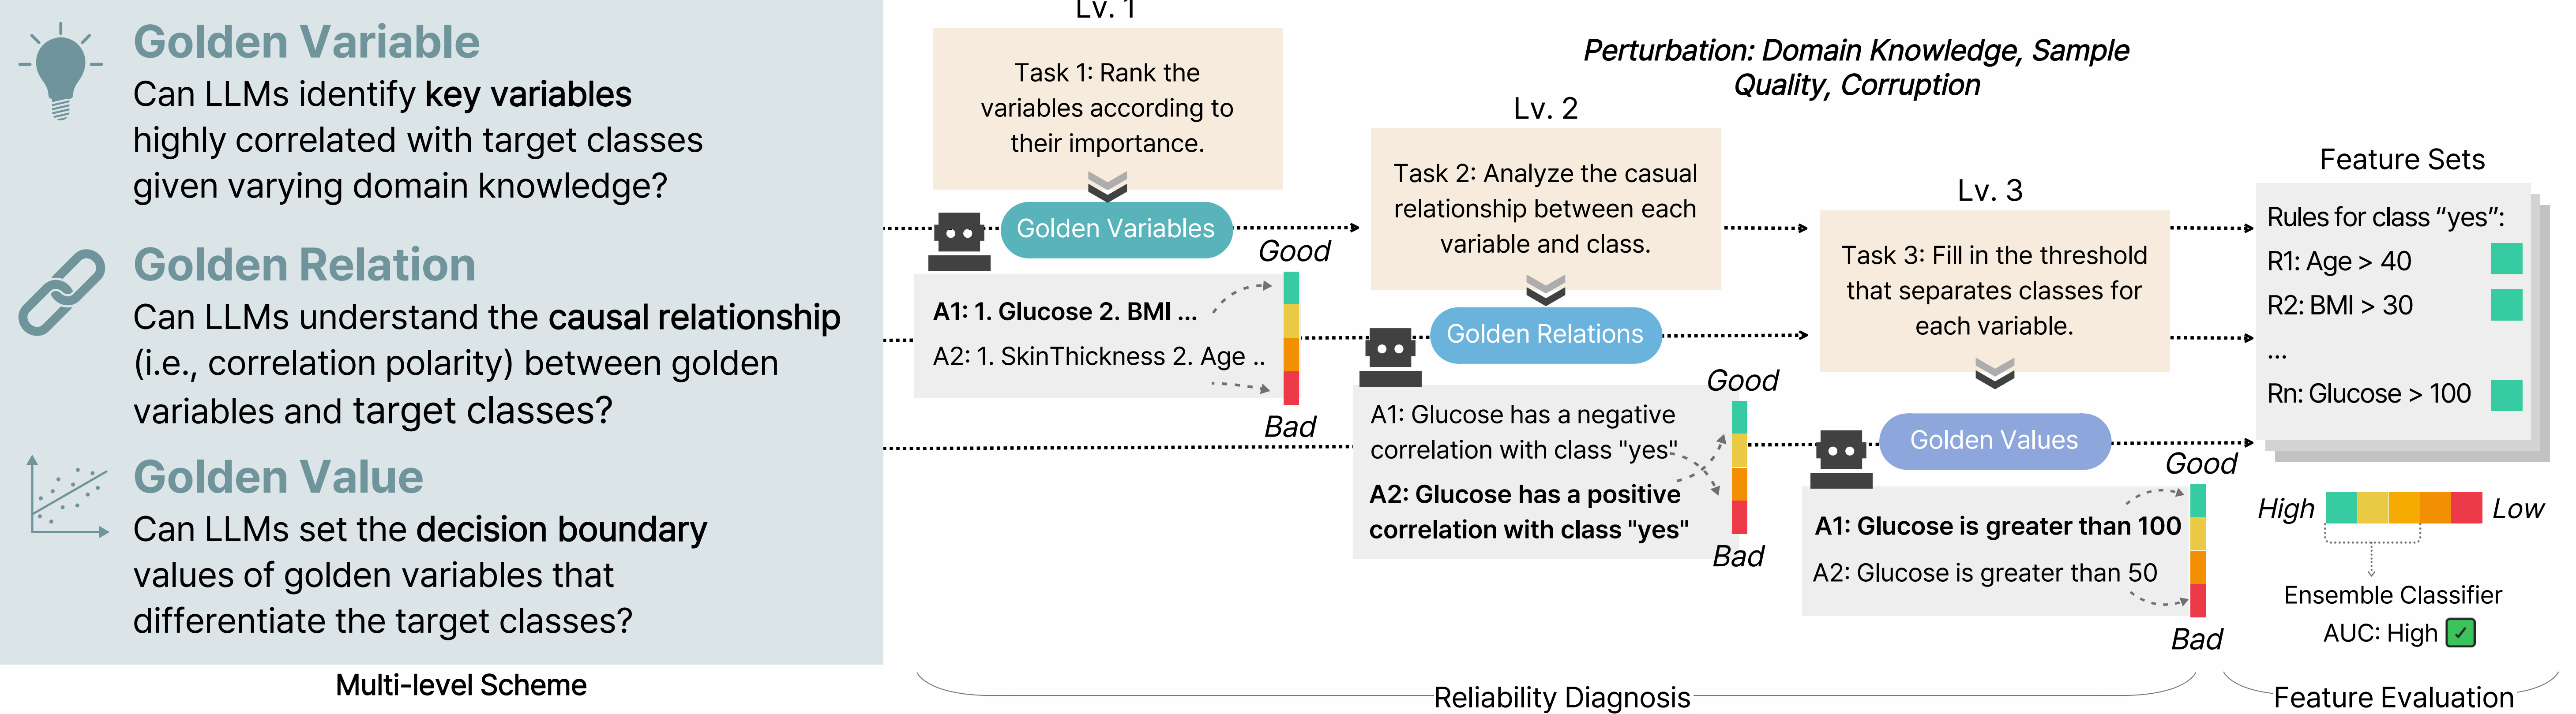 Golden Variable
Can LLMs identify key variables
highly correlated with target classes
given varying domain knowledge?
Golden Relation
Can LLMs understand the causal relationship
(i.e., correlation polarity) between golden
variables and target classes?
Golden Value
Can LLMs set the decision boundary
values of golden variables that
differentiate the target classes?
Multi-level Scheme
Lv. 1
Task 1: Rank the
variables according to
their importance.
Golden Variables
Good
A1: 1. Glucose 2. BMI ...
A2: 1. SkinThickness 2. Age ..
Bad
Perturbation: Domain Knowledge, Sample
Quality, Corruption
Lv. 2
Task 2: Analyze the casual
relationship between each
variable and class.
Golden Relations
Good
A1: Glucose has a negative
correlation with class "yes"
A2: Glucose has a positive
correlation with class "yes"
Bad
Lv. 3
Task 3: Fill in the threshold
that separates classes for
each variable.
Golden Values
Good
A1: Glucose is greater than 100
A2: Glucose is greater than 50
Bad
Reliability Diagnosis
Feature Sets
Rules for class “yes”:
R1: Age > 40
R2: BMI > 30
...
Rn: Glucose > 100
High
Low
Ensemble Classifier
AUC: High
Feature Evaluation